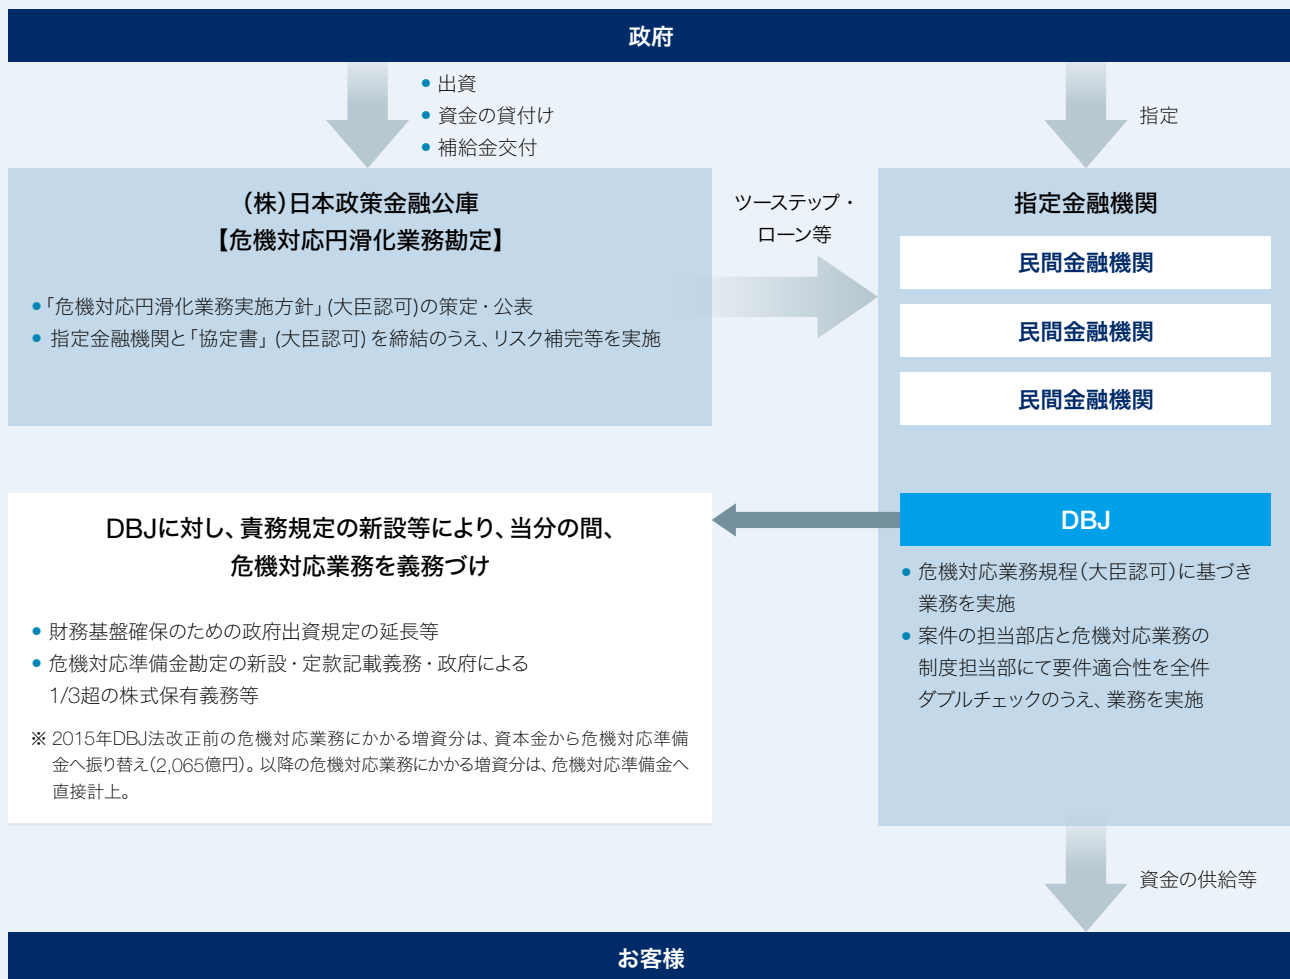 政府
● 出資
● 資金の貸付け
● 補給金交付
指定
(株)日本政策金融公庫
【危機対応円滑化業務勘定】
● 「危機対応円滑化業務実施方針」(大臣認可)の策定・公表
● 指定金融機関と「協定書」(大臣認可)を締結のうえ、リスク補完等を実施
ツーステップ・
ローン等
指定金融機関
民間金融機関
民間金融機関
民間金融機関
DBJ
● 危機対応業務規程(大臣認可)に基づき
業務を実施
● 案件の担当部店と危機対応業務の
制度担当部にて要件適合性を全件
ダブルチェックのうえ、業務を実施
DBJに対し、責務規定の新設等により、当分の間、
危機対応業務を義務づけ
● 財務基盤確保のための政府出資規定の延長等
● 危機対応準備金勘定の新設・定款記載義務・政府による
1/3超の株式保有義務等
※ 2015年DBJ法改正前の危機対応業務にかかる増資分は、資本金から危機対応準備
金へ振り替え(2,065億円)。以降の危機対応業務にかかる増資分は、危機対応準備金へ
直接計上。
資金の供給等
お客様